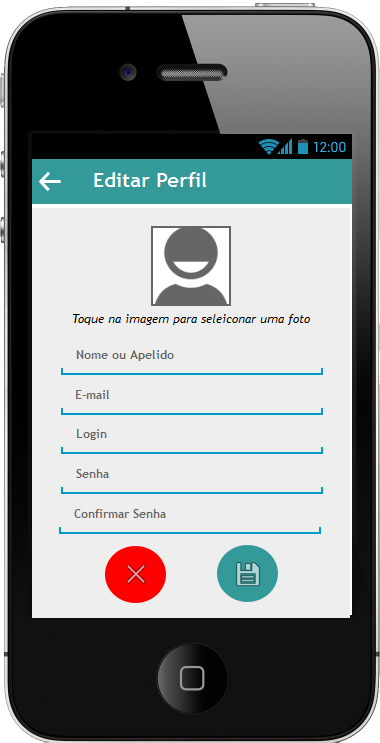 12:00
Editar Perfil
Toque na imagem para seleiconar uma foto
Nome ou Apelido
E-mail
Login
Senha
Confirmar Senha